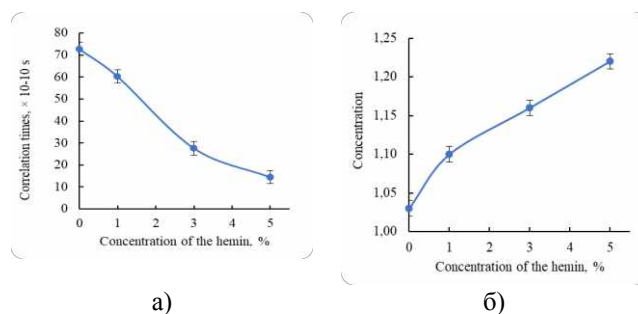 80
70
60
50
40
30
20
10
0
Correlation times, × 10-10 s
0 1 2 3 4 5
Concentration of the hemin, %
а)
1,25
1,20
1,15
1,10
1,05
1,00
Concentration
0 1 2 3 4 5
Concentration of the hemin, %
б)